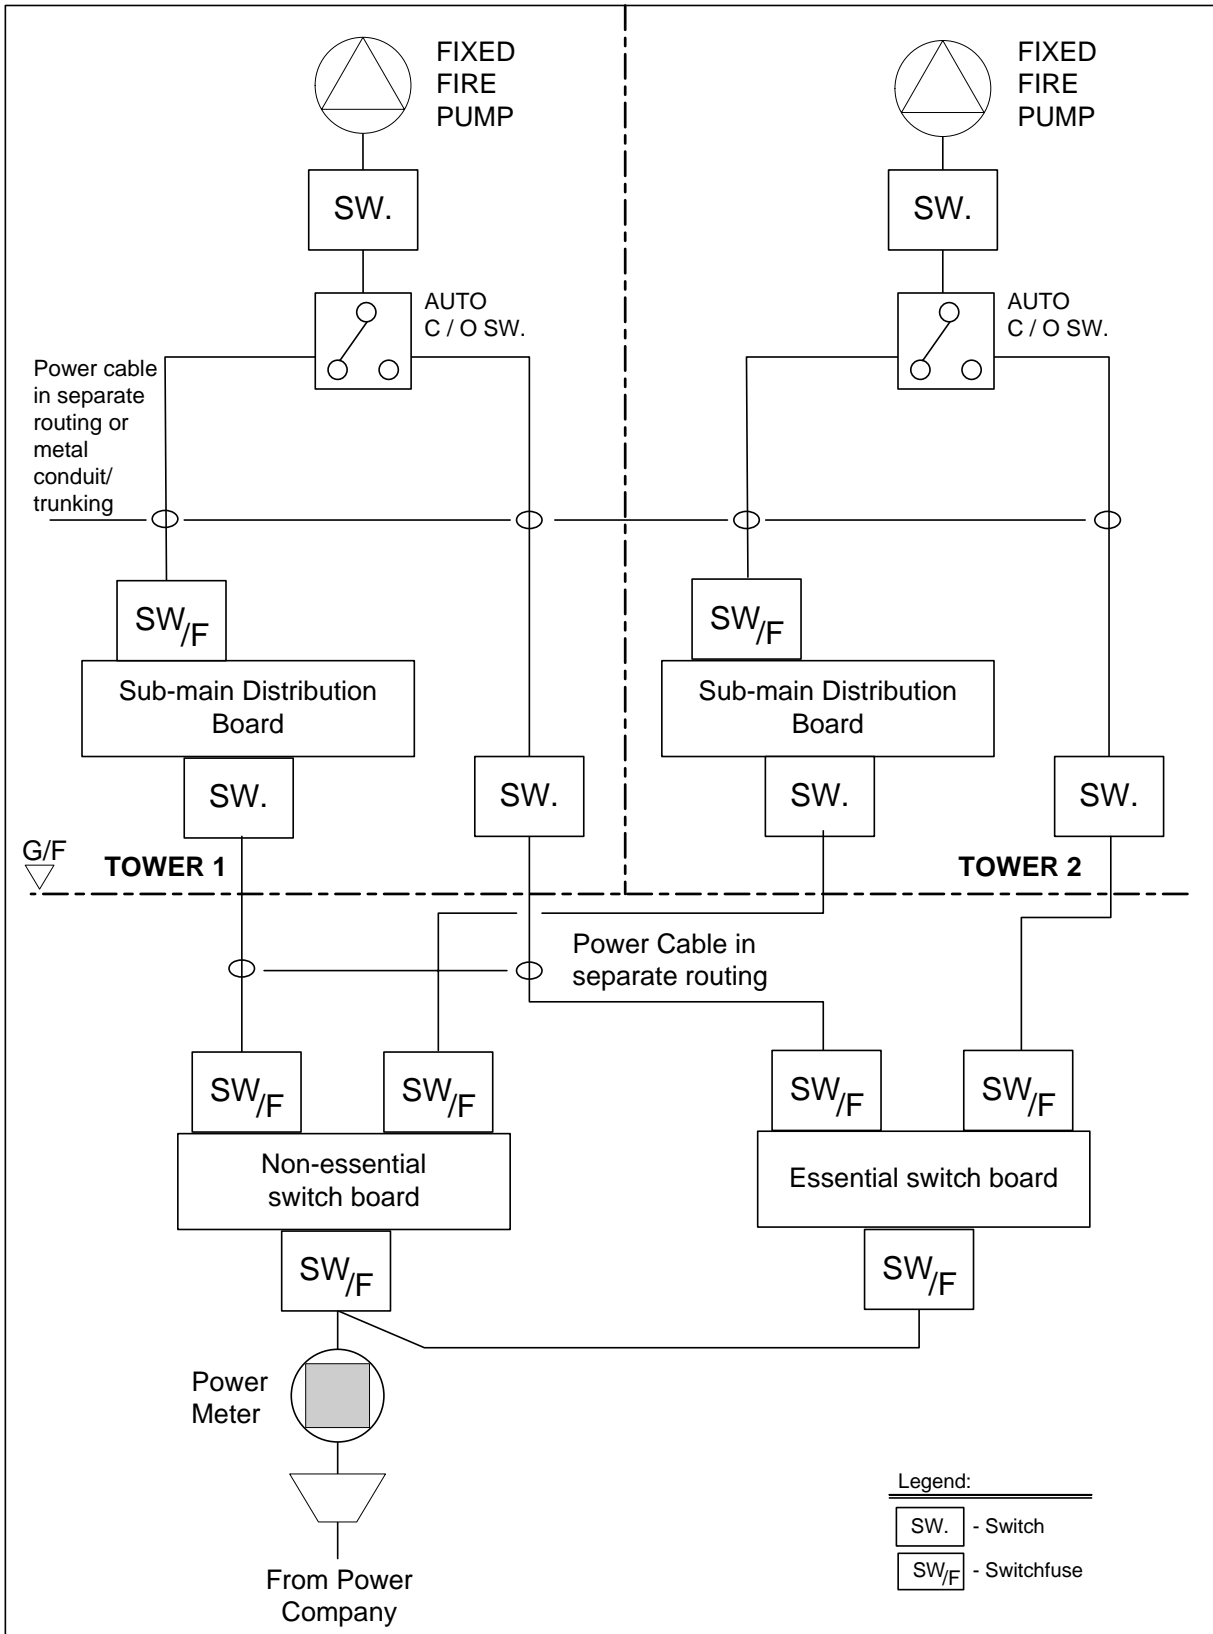 FIXED
FIRE
PUMP
FIXED
FIRE
PUMP
SW.
SW.
AUTO
C / O SW.
AUTO
C / O SW.
Power cable
in separate
routing or
metal
conduit/
trunking
SW/F
SW/F
Sub-main Distribution
Board
Sub-main Distribution
Board
SW.
SW.
SW.
SW.
G/F
TOWER 1
TOWER 2
Power Cable in
separate routing
SW/F
SW/F
SW/F
SW/F
Non-essential
switch board
Essential switch board
SW/F
SW/F
Power
Meter
From Power
Company
Legend:
SW. - Switch
SW/F - Switchfuse